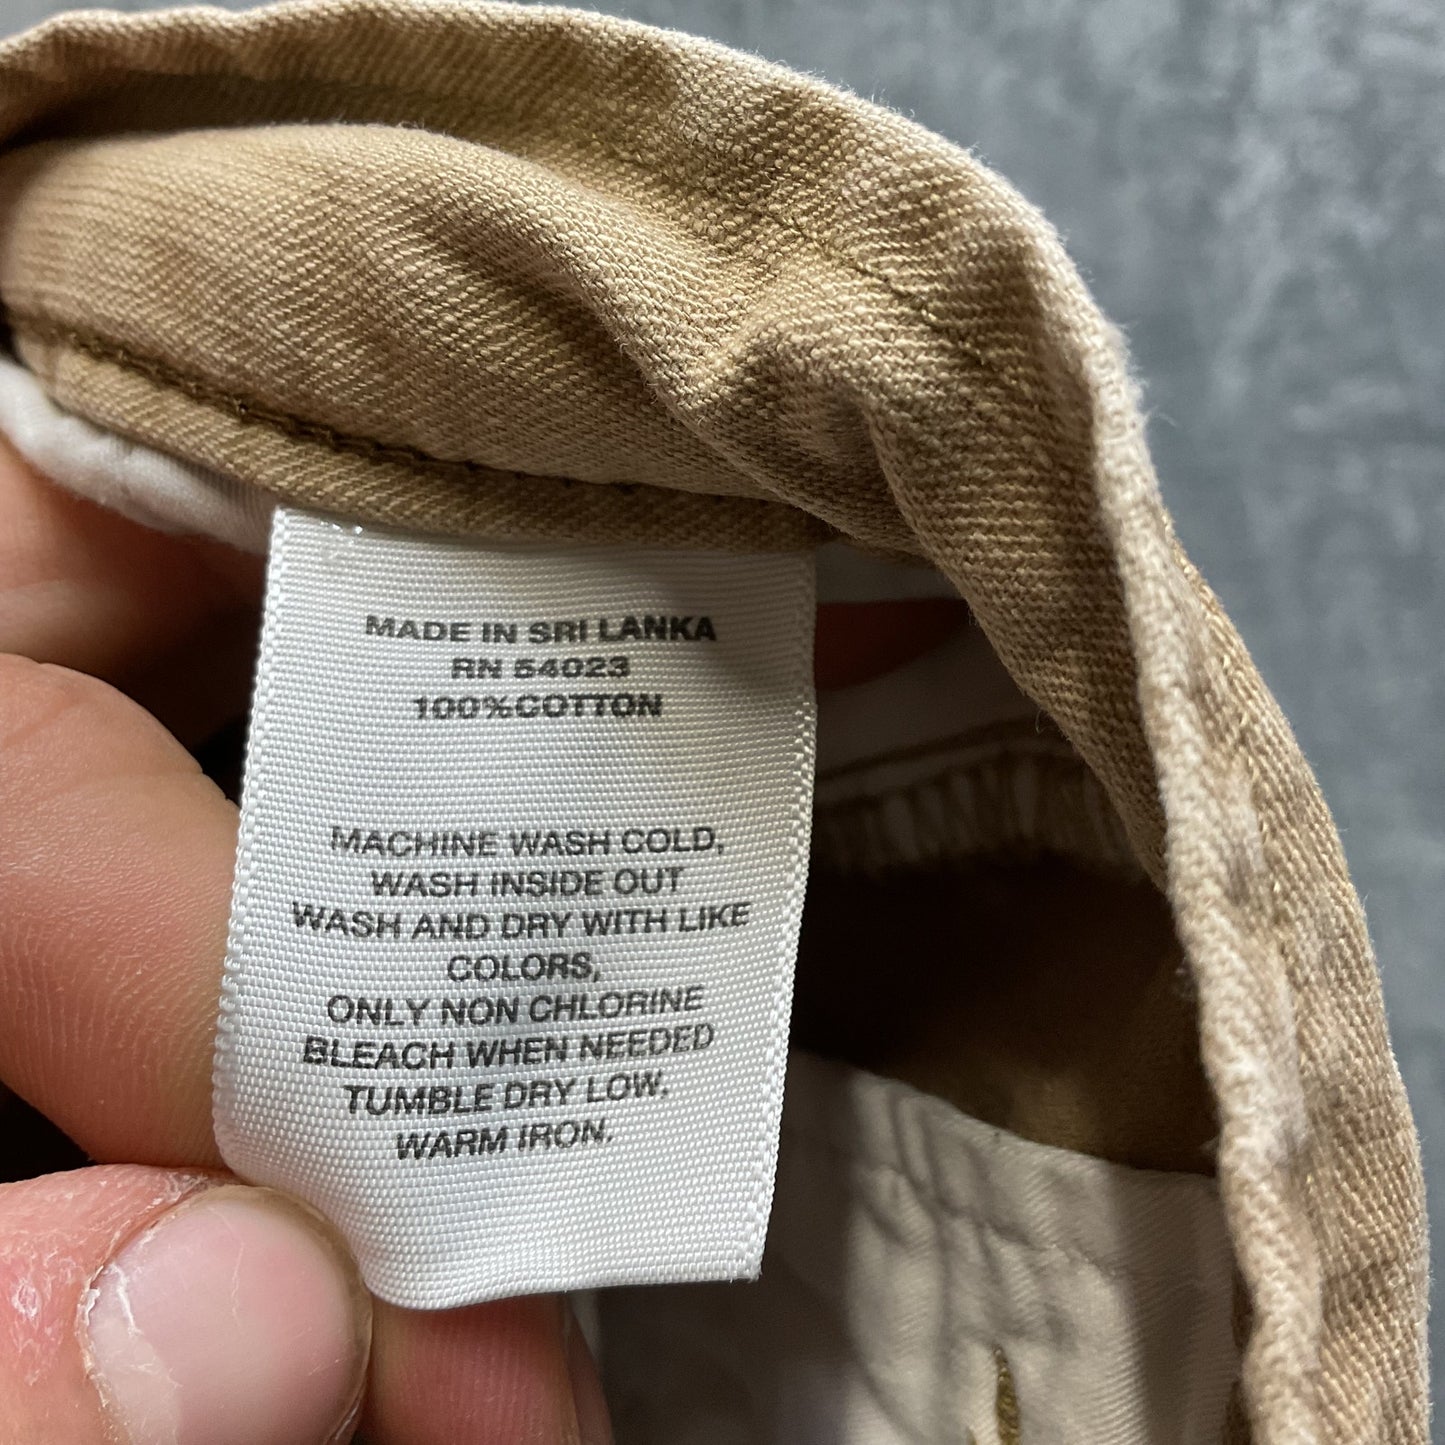 MADE IN SRI LANKA
RN 54023
100%COTTON
MACHINE WASH COLD,
WASH INSIDE OUT
WASH AND DRY WITH LIKE
COLORS,
ONLY NON CHLORINE
BLEACH WHEN NEEDED
TUMBLE DRY LOW,
WARM IRON.